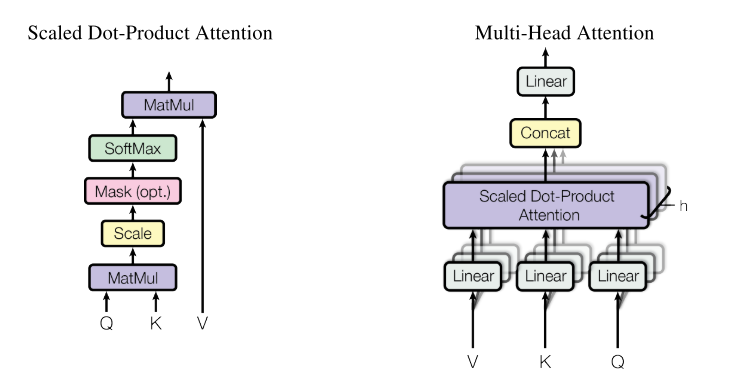 Scaled Dot-Product Attention
MatMul
SoftMax
Mask (opt.)
Scale
MatMul
Q K V
Multi-Head Attention
Linear
Concat
Scaled Dot-Product
Attention
h
Linear Linear Linear
V K Q